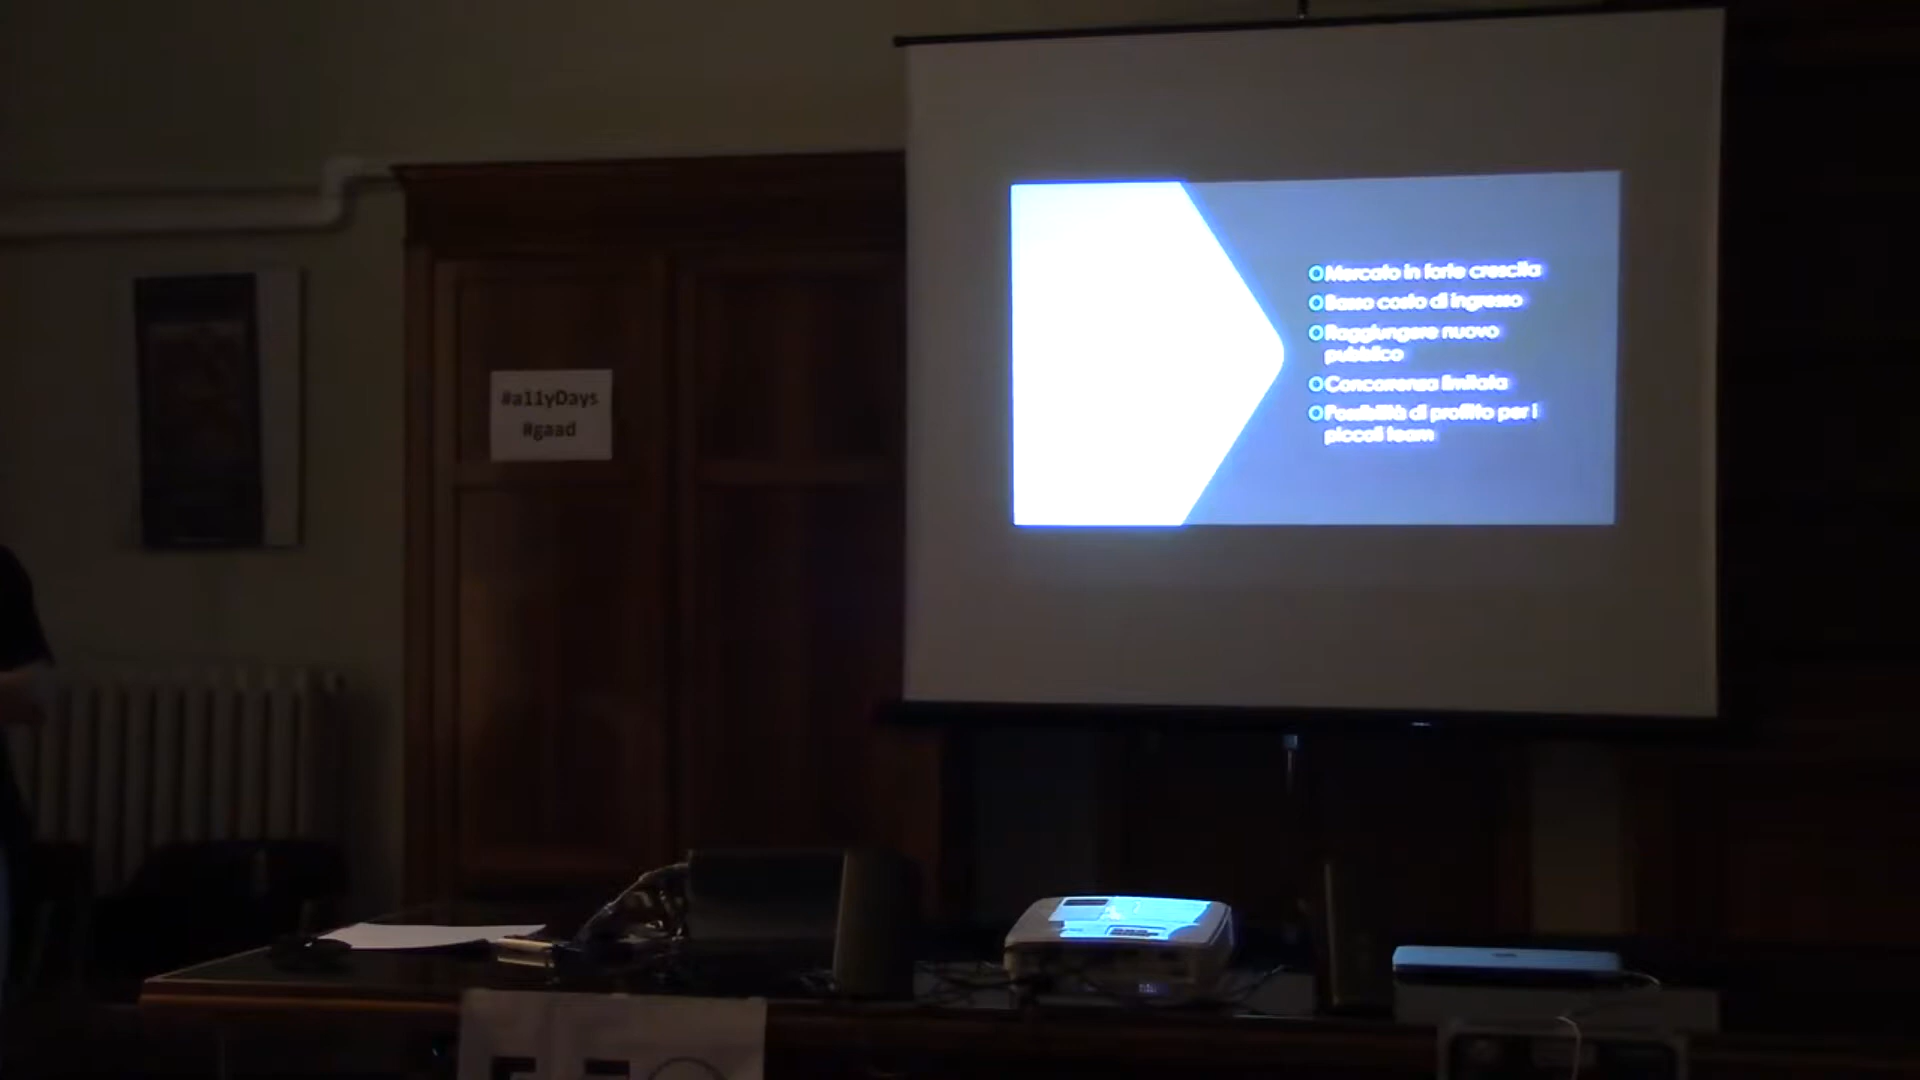 #a11yDays
#gaad
Mercato in forte crescita
Basso costo di ingresso
Raggiungere nuovo
pubblico
Concorrenza limitata
Possibilità di profitto per i
piccoli team